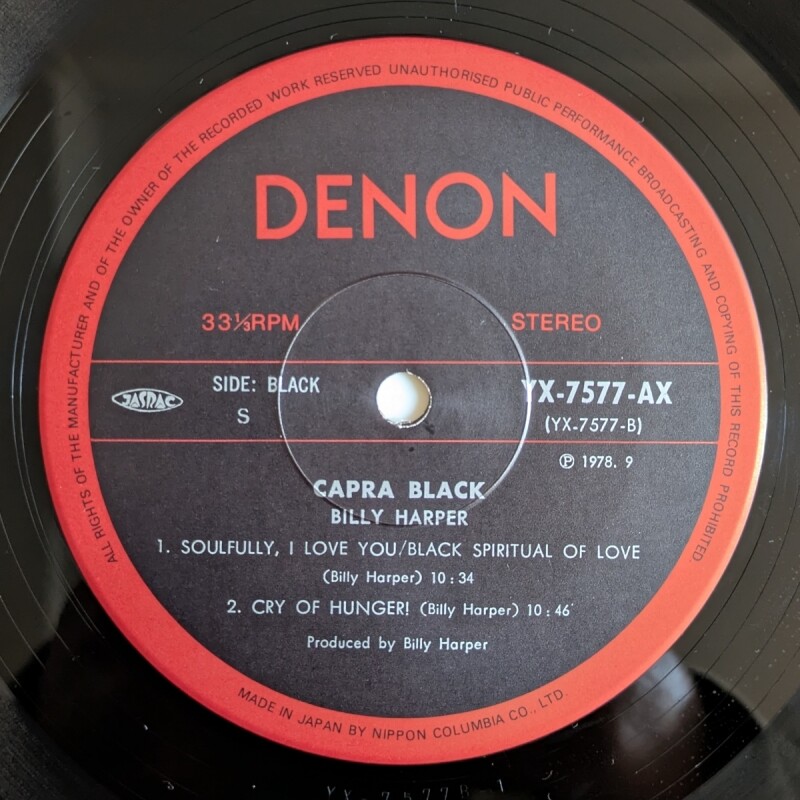 ALL RIGHTS OF THE MANUFACTURER AND OF THE OWNER OF THE RECORDED WORK RESERVED UNAUTHORISED PUBLIC PERFORMANCE BROADCASTING AND COPYING OF THIS RECORD PROHIBITED
DENON
33⅓RPM STEREO
JASRAC SIDE: BLACK YX-7577-AX
S (YX-7577-B)
Ⓟ 1978. 9
CAPRA BLACK
BILLY HARPER
1. SOULFULLY, I LOVE YOU/BLACK SPIRITUAL OF LOVE
(Billy Harper) 10:34
2. CRY OF HUNGER! (Billy Harper) 10:46
Produced by Billy Harper
MADE IN JAPAN BY NIPPON COLUMBIA CO., LTD.